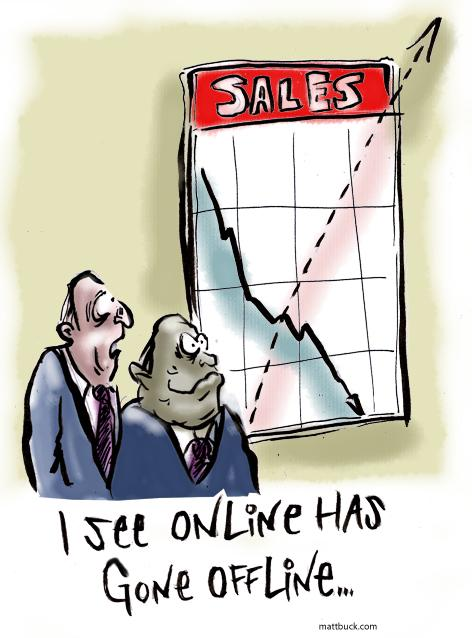 SALES
I SEE ONLINE HAS
GONE OFFLINE...
mattbuck.com